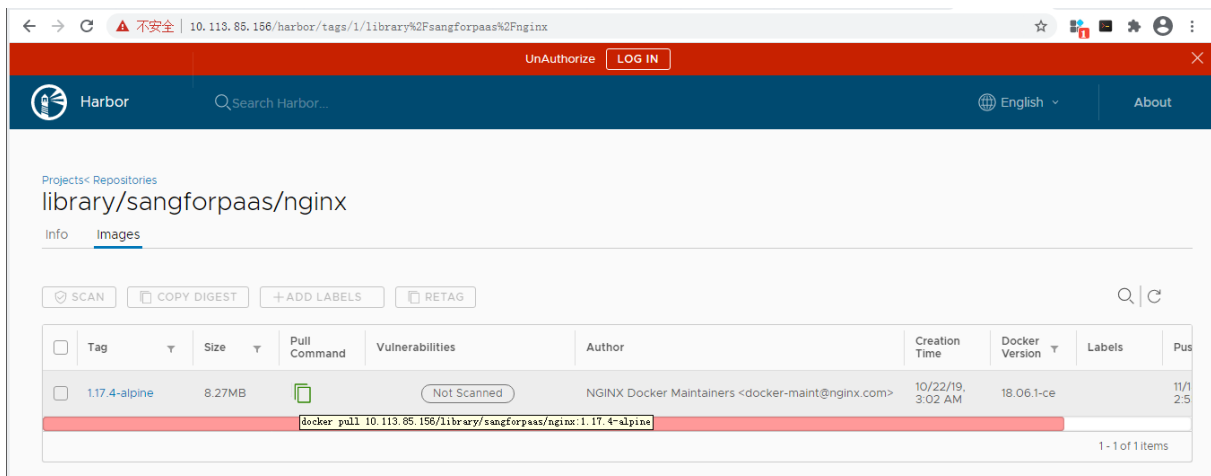 不安全 | 10.113.85.156/harbor/tags/1/library%2Fsangforpaas%2Fnginx
1
UnAuthorize LOG IN
Harbor Search Harbor... English About
Projects< Repositories
library/sangforpaas/nginx
Info Images
SCAN COPY DIGEST +ADD LABELS RETAG
Tag Size Pull Command Vulnerabilities Author Creation Time Docker Version Labels Pus
1.17.4-alpine 8.27MB Not Scanned NGINX Docker Maintainers <docker-maint@nginx.com> 10/22/19, 3:02 AM 18.06.1-ce 11/1 2:5
docker pull 10.113.85.156/library/sangforpaas/nginx:1.17.4-alpine
1 - 1 of 1 items